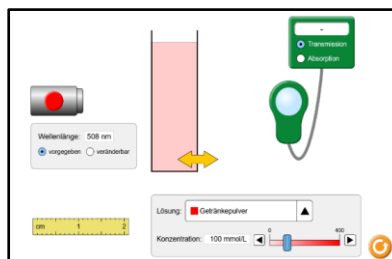 -
Transmission
Absorption
Wellenlänge: 508 nm
vorgegeben veränderbar
cm 1 2
Lösung: Getränkepulver
0 400
Konzentration: 100 mmol/L